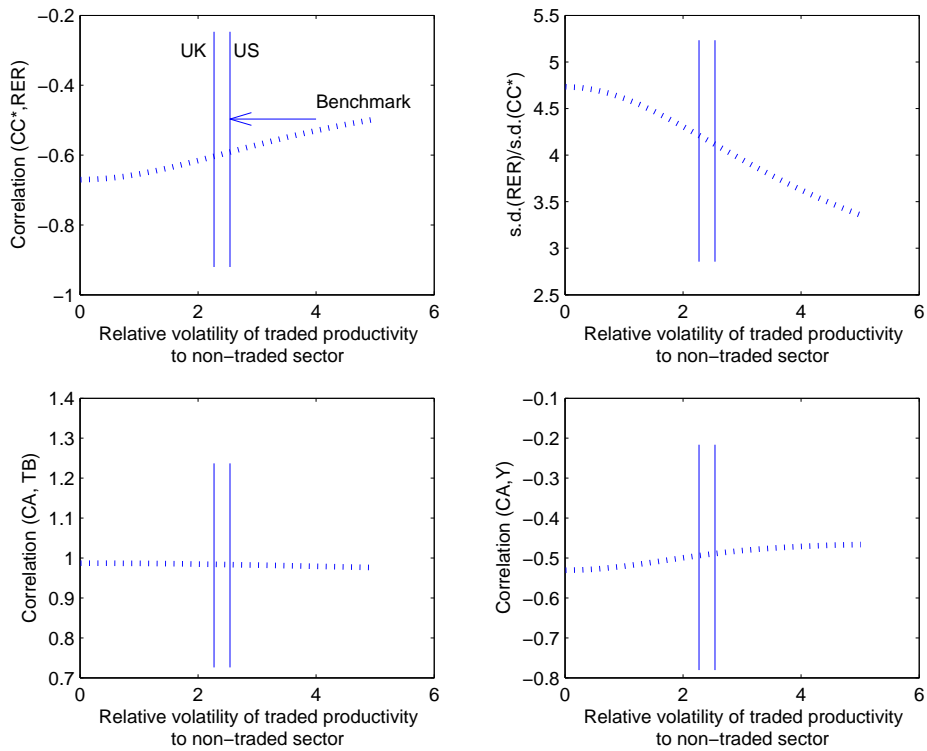 −0.2
−0.4
−0.6
−0.8
−1
Correlation (CC*,RER)
UK
US
Benchmark
0 2 4 6
Relative volatility of traded productivity
to non−traded sector
5.5
5
4.5
4
3.5
3
2.5
s.d.(RER)/s.d.(CC*)
0 2 4 6
Relative volatility of traded productivity
to non−traded sector
1.4
1.3
1.2
1.1
1
0.9
0.8
0.7
Correlation (CA, TB)
0 2 4 6
Relative volatility of traded productivity
to non−traded sector
−0.1
−0.2
−0.3
−0.4
−0.5
−0.6
−0.7
−0.8
Correlation (CA,Y)
0 2 4 6
Relative volatility of traded productivity
to non−traded sector